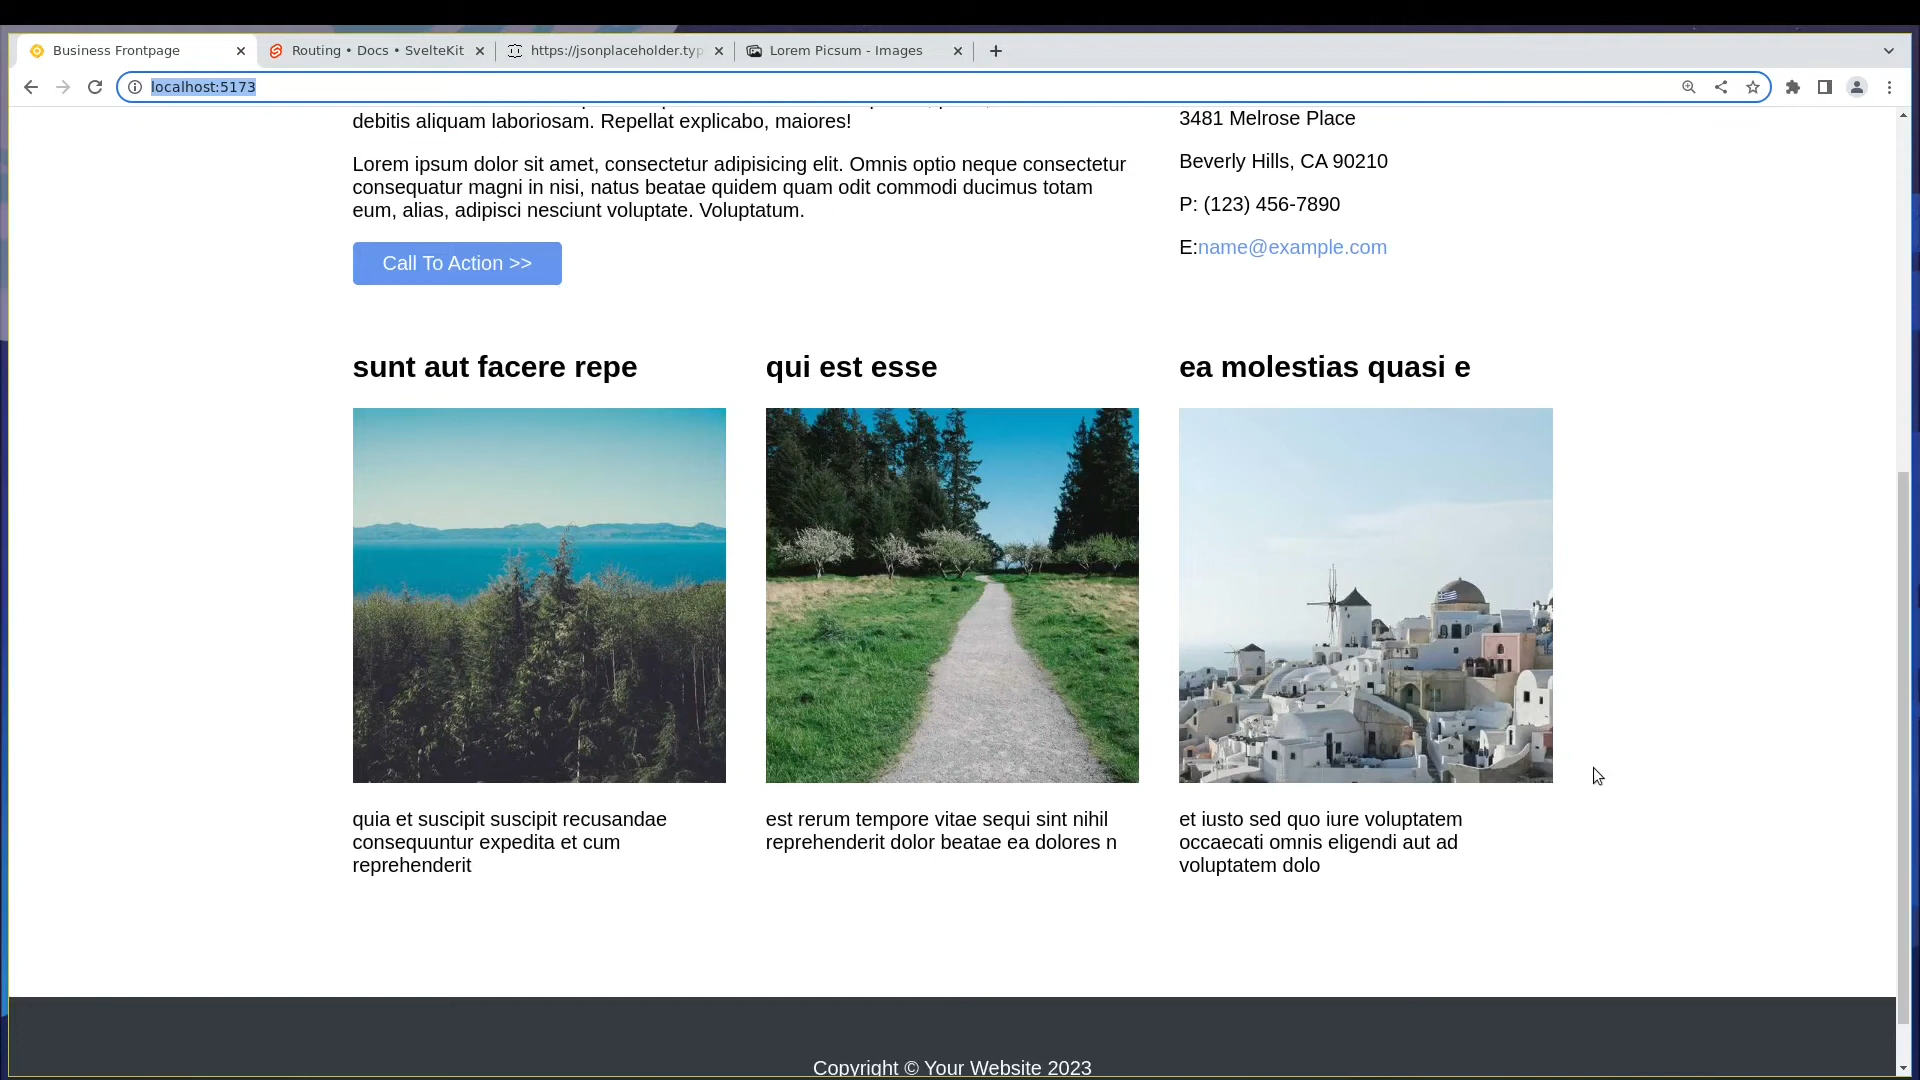 Business Frontpage
Routing • Docs • SvelteKit
https://jsonplaceholder.typ
Lorem Picsum - Images
localhost:5173
debitis aliquam laboriosam. Repellat explicabo, maiores!
Lorem ipsum dolor sit amet, consectetur adipisicing elit. Omnis optio neque consectetur
consequatur magni in nisi, natus beatae quidem quam odit commodi ducimus totam
eum, alias, adipisci nesciunt voluptate. Voluptatum.
Call To Action >>
3481 Melrose Place
Beverly Hills, CA 90210
P: (123) 456-7890
E:name@example.com
sunt aut facere repe
quia et suscipit suscipit recusandae
consequuntur expedita et cum
reprehenderit
qui est esse
est rerum tempore vitae sequi sint nihil
reprehenderit dolor beatae ea dolores n
ea molestias quasi e
et iusto sed quo iure voluptatem
occaecati omnis eligendi aut ad
voluptatem dolo
Copyright © Your Website 2023